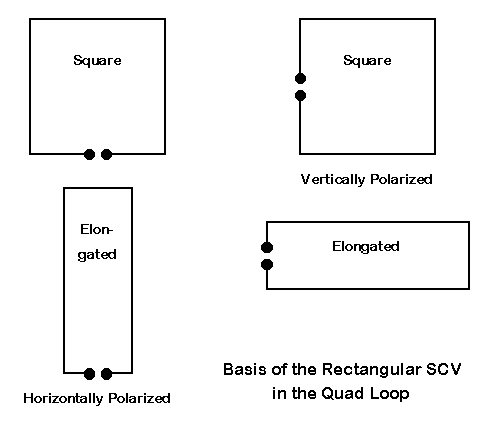 Square
Square
Vertically Polarized
Elon-
gated
Elongated
Horizontally Polarized
Basis of the Rectangular SCV
in the Quad Loop